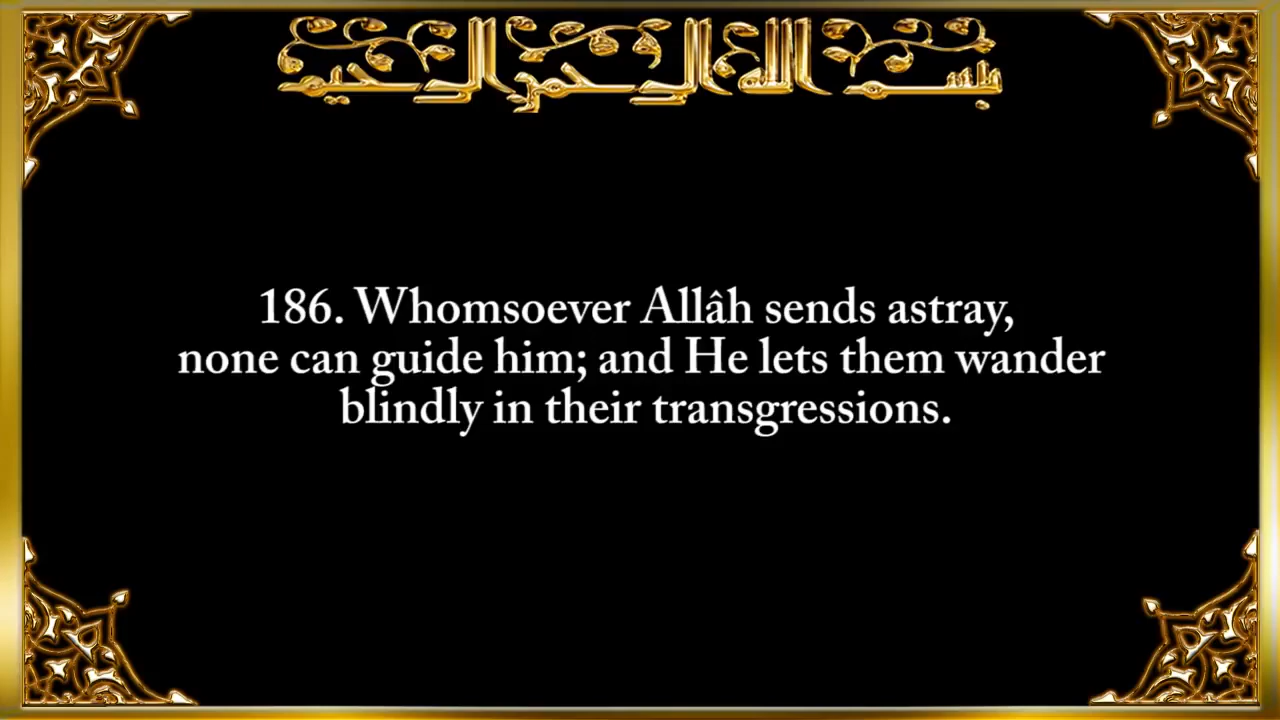 بسم الله الرحمن الرحيم
186. Whomsoever Allâh sends astray,
none can guide him; and He lets them wander
blindly in their transgressions.